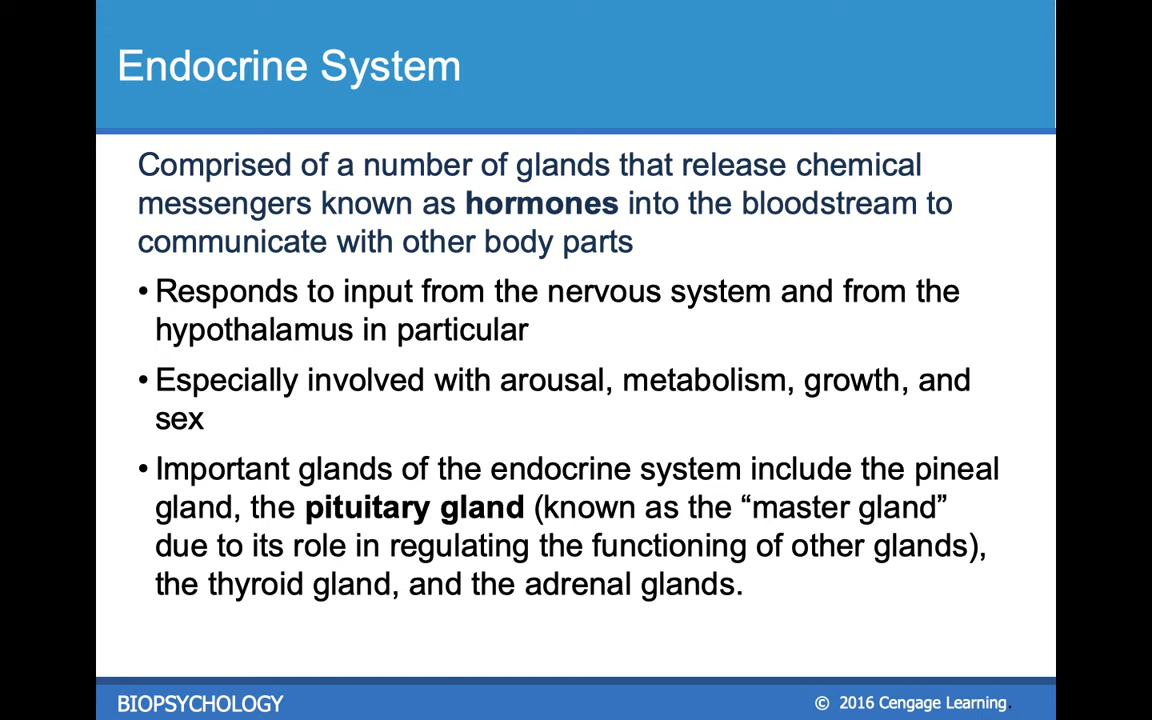 Endocrine System
Comprised of a number of glands that release chemical
messengers known as hormones into the bloodstream to
communicate with other body parts
• Responds to input from the nervous system and from the
hypothalamus in particular
• Especially involved with arousal, metabolism, growth, and
sex
• Important glands of the endocrine system include the pineal
gland, the pituitary gland (known as the “master gland”
due to its role in regulating the functioning of other glands),
the thyroid gland, and the adrenal glands.
BIOPSYCHOLOGY
© 2016 Cengage Learning.